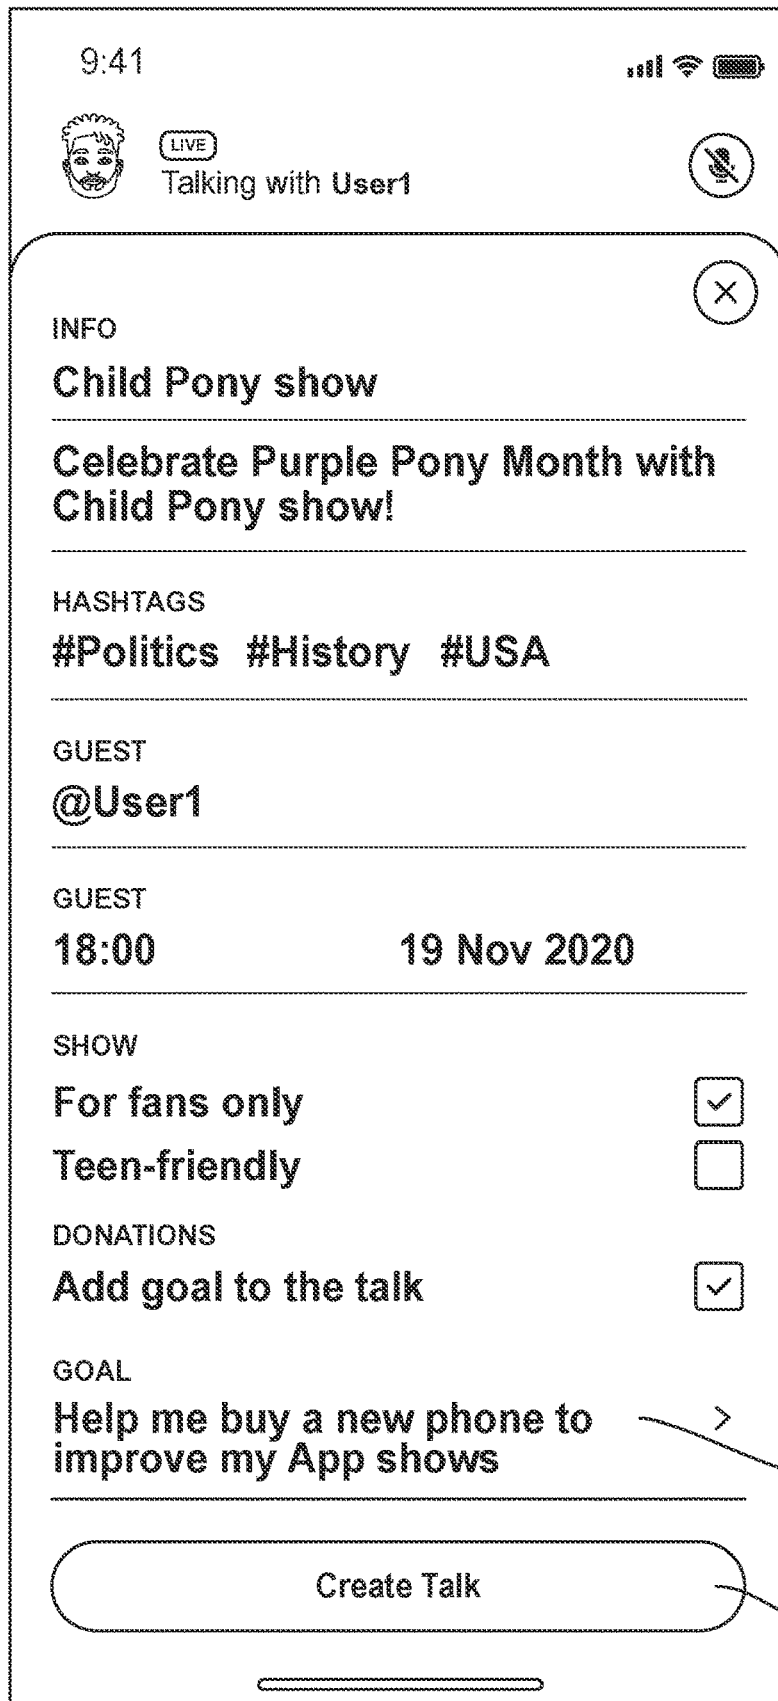 9:41
LIVE
Talking with User1
INFO
Child Pony show
Celebrate Purple Pony Month with
Child Pony show!
HASHTAGS
#Politics #History #USA
GUEST
@User1
GUEST
18:00 19 Nov 2020
SHOW
For fans only
Teen-friendly
DONATIONS
Add goal to the talk
GOAL
Help me buy a new phone to
improve my App shows
Create Talk